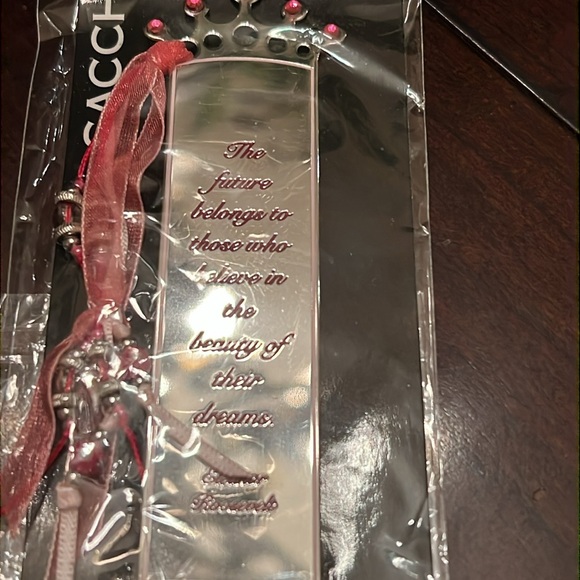 SACCH
The
future
belongs to
those who
believe in
the
beauty of
their
dreams.
Eleanor
Roosevelt